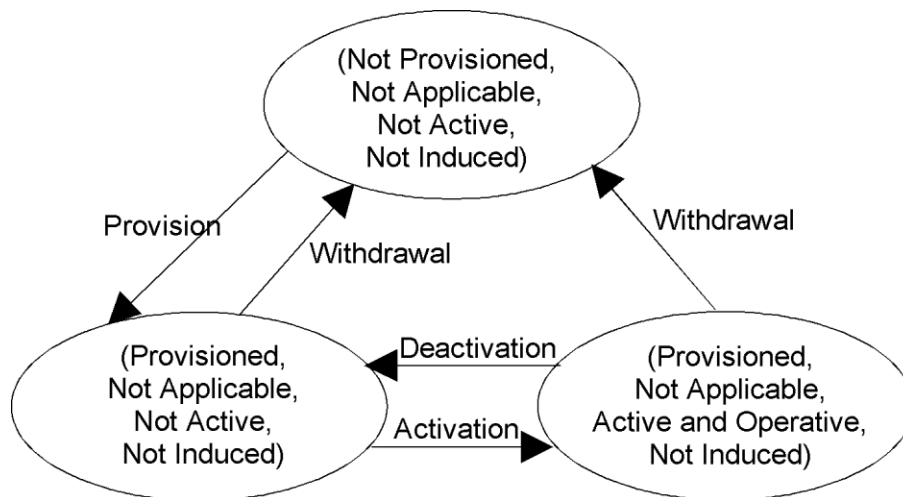 (Not Provisioned,
Not Applicable,
Not Active,
Not Induced)
Provision
Withdrawal
Withdrawal
(Provisioned,
Not Applicable,
Not Active,
Not Induced)
Deactivation
Activation
(Provisioned,
Not Applicable,
Active and Operative,
Not Induced)